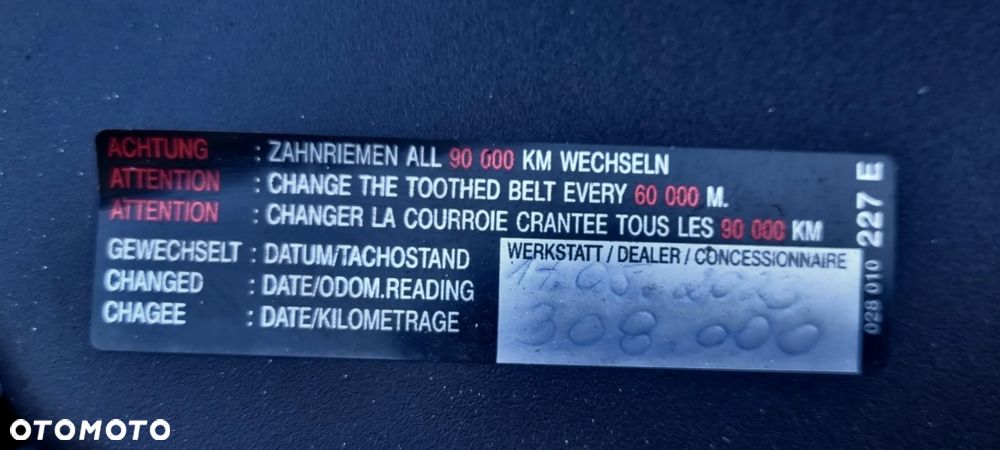 ACHTUNG : ZAHNRIEMEN ALL 90 000 KM WECHSELN
ATTENTION : CHANGE THE TOOTHED BELT EVERY 60 000 M.
ATTENTION : CHANGER LA COURROIE CRANTEE TOUS LES 90 000 KM
GEWECHSELT : DATUM/TACHOSTAND
CHANGED : DATE/ODOM.READING
CHAGEE : DATE/KILOMETRAGE
WERKSTATT / DEALER / CONCESSIONNAIRE
17.05.
308.000
028 010 227 E
OTOMOTO